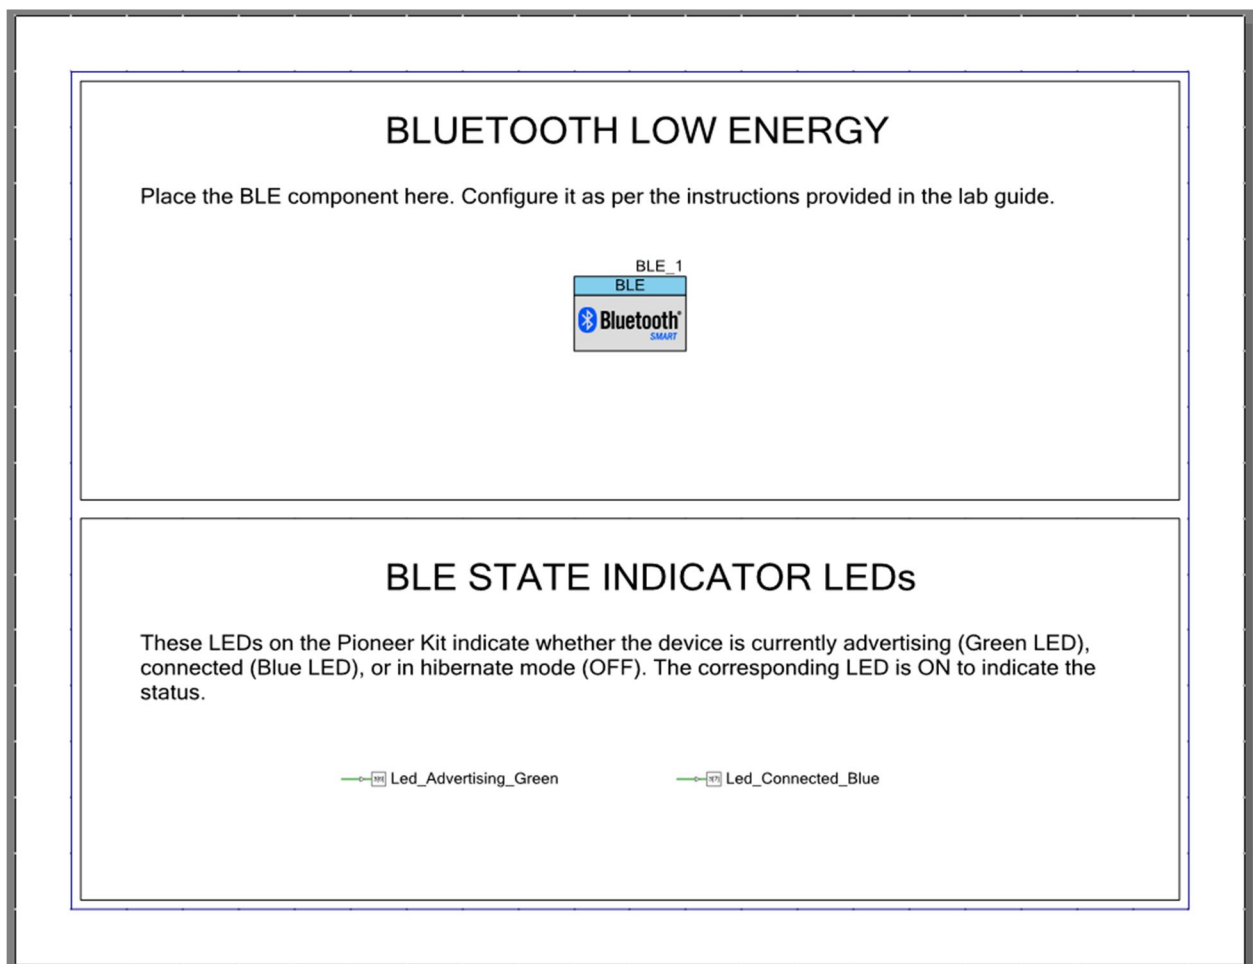 BLUETOOTH LOW ENERGY
Place the BLE component here. Configure it as per the instructions provided in the lab guide.
BLE_1
BLE
Bluetooth®
SMART
BLE STATE INDICATOR LEDs
These LEDs on the Pioneer Kit indicate whether the device is currently advertising (Green LED),
connected (Blue LED), or in hibernate mode (OFF). The corresponding LED is ON to indicate the
status.
Led_Advertising_Green
Led_Connected_Blue